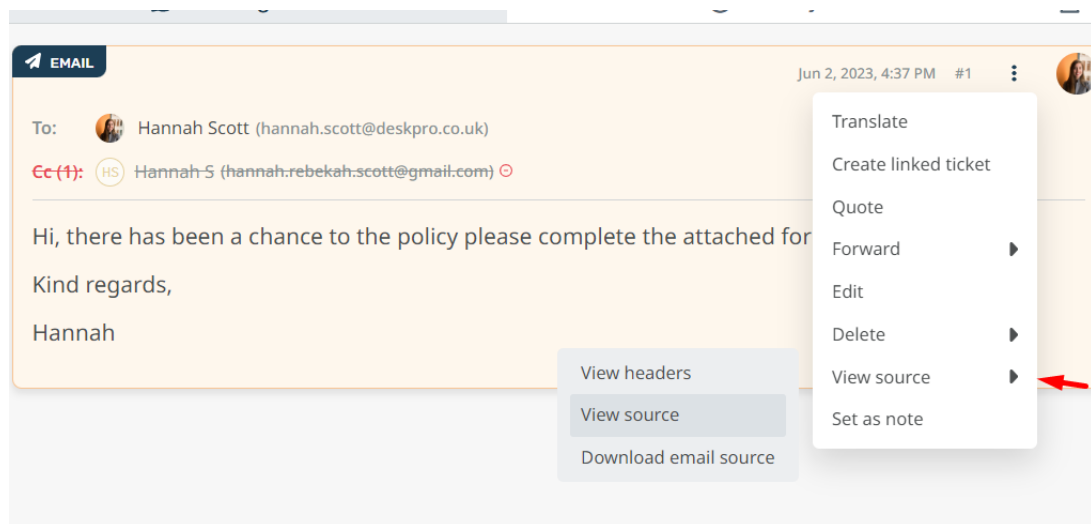 EMAIL
Jun 2, 2023, 4:37 PM #1
To: Hannah Scott (hannah.scott@deskpro.co.uk)
Cc (1): HS Hannah S (hannah.rebekah.scott@gmail.com)
Hi, there has been a chance to the policy please complete the attached for
Kind regards,
Hannah
Translate
Create linked ticket
Quote
Forward
Edit
Delete
View source
Set as note
View headers
View source
Download email source